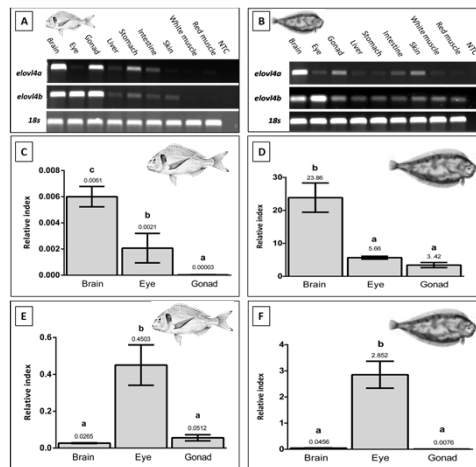 A
Brain Eye Gonad Liver Stomach Intestine Skin White muscle Red muscle NTC
elovl4a
elovl4b
18s
B
Brain Eye Gonad Liver Stomach Intestine Skin White muscle Red muscle NTC
elovl4a
elovl4b
18s
C
Relative index
0.008
0.006
0.004
0.002
0.000
c
0.0061
b
0.0021
a
0.00003
Brain Eye Gonad
D
Relative index
30
20
10
0
b
23.86
a
5.66
a
3..42
Brain Eye Gonad
E
Relative index
0.6
0.4
0.2
0.0
a
0.0265
b
0.4503
a
0.0512
Brain Eye Gonad
F
Relative index
4
3
2
1
0
a
0.0456
b
2.852
a
0.0076
Brain Eye Gonad